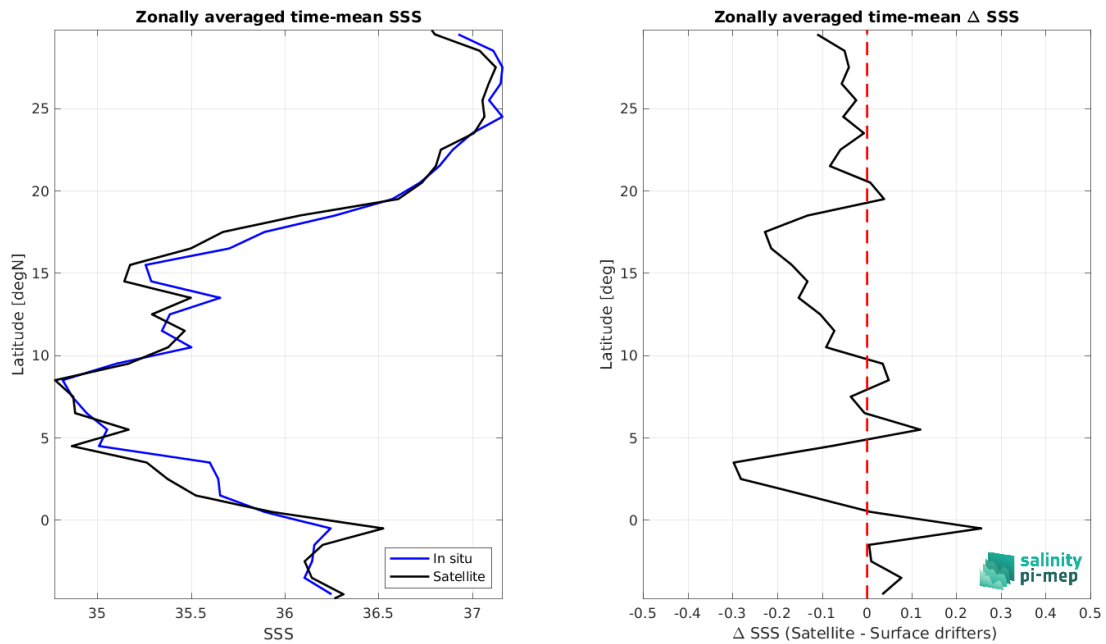 Zonally averaged time-mean SSS
Latitude [degN]
25
20
15
10
5
0
35
35.5
36
36.5
37
SSS
In situ
Satellite
Zonally averaged time-mean Δ SSS
Latitude [deg]
25
20
15
10
5
0
-0.5
-0.4
-0.3
-0.2
-0.1
0
0.1
0.2
0.3
0.4
0.5
Δ SSS (Satellite - Surface drifters)
salinity
pi-mep